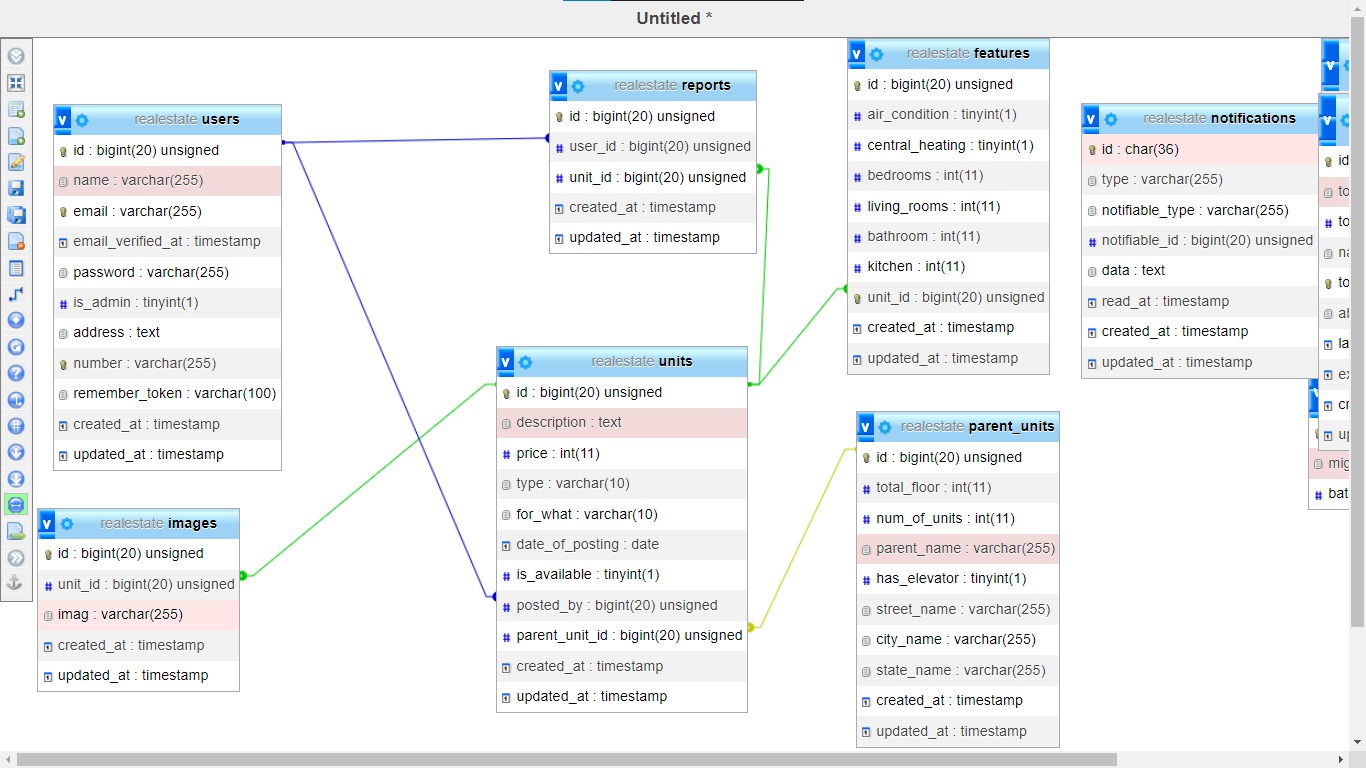 Untitled *
v realestate users
id : bigint(20) unsigned
name : varchar(255)
email : varchar(255)
email_verified_at : timestamp
password : varchar(255)
is_admin : tinyint(1)
address : text
number : varchar(255)
remember_token : varchar(100)
created_at : timestamp
updated_at : timestamp
v realestate images
id : bigint(20) unsigned
unit_id : bigint(20) unsigned
imag : varchar(255)
created_at : timestamp
updated_at : timestamp
v realestate reports
id : bigint(20) unsigned
user_id : bigint(20) unsigned
unit_id : bigint(20) unsigned
created_at : timestamp
updated_at : timestamp
v realestate units
id : bigint(20) unsigned
description : text
price : int(11)
type : varchar(10)
for_what : varchar(10)
date_of_posting : date
is_available : tinyint(1)
posted_by : bigint(20) unsigned
parent_unit_id : bigint(20) unsigned
created_at : timestamp
updated_at : timestamp
v realestate features
id : bigint(20) unsigned
air_condition : tinyint(1)
central_heating : tinyint(1)
bedrooms : int(11)
living_rooms : int(11)
bathroom : int(11)
kitchen : int(11)
unit_id : bigint(20) unsigned
created_at : timestamp
updated_at : timestamp
v realestate parent_units
id : bigint(20) unsigned
total_floor : int(11)
num_of_units : int(11)
parent_name : varchar(255)
has_elevator : tinyint(1)
street_name : varchar(255)
city_name : varchar(255)
state_name : varchar(255)
created_at : timestamp
updated_at : timestamp
v realestate notifications
id : char(36)
type : varchar(255)
notifiable_type : varchar(255)
notifiable_id : bigint(20) unsigned
data : text
read_at : timestamp
created_at : timestamp
updated_at : timestamp
v
v
id
to
to
na
to
ab
la
ex
cr
up
v
mig
bat